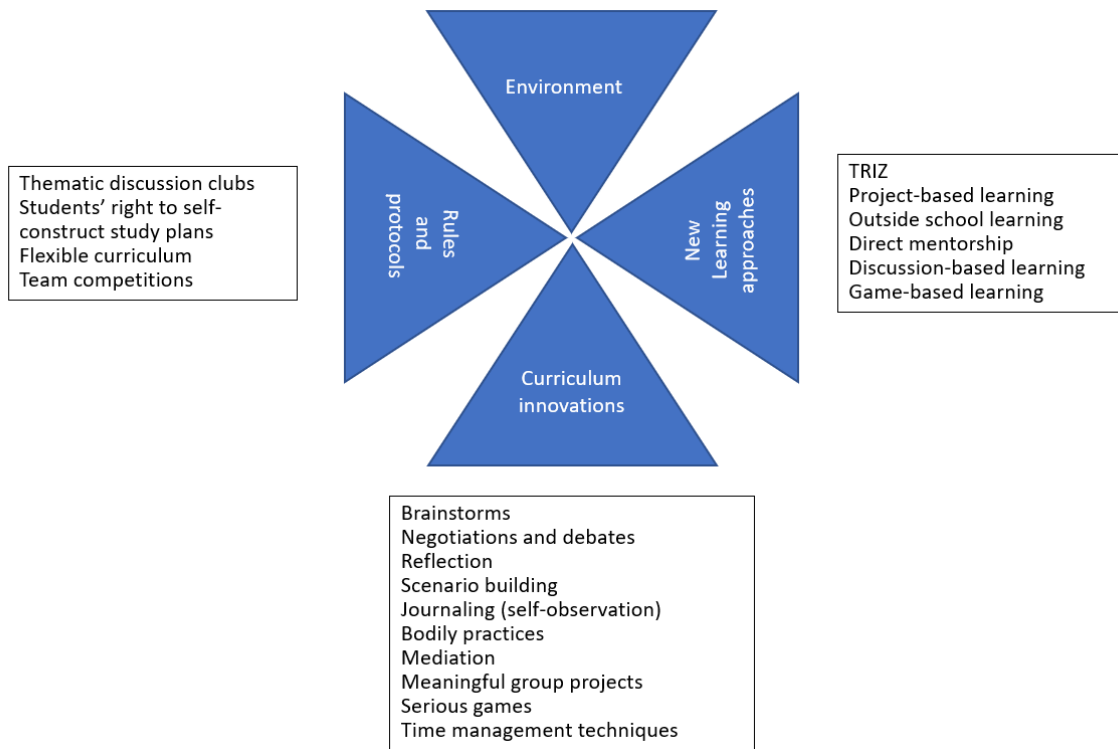 Environment
Thematic discussion clubs
Students’ right to self-
construct study plans
Flexible curriculum
Team competitions
Rules
and
protocols
New
Learning
approaches
TRIZ
Project-based learning
Outside school learning
Direct mentorship
Discussion-based learning
Game-based learning
Curriculum
innovations
Brainstorms
Negotiations and debates
Reflection
Scenario building
Journaling (self-observation)
Bodily practices
Mediation
Meaningful group projects
Serious games
Time management techniques